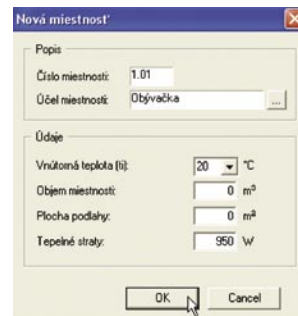 Nová miestnosť
Popis
Číslo miestnosti: 1.01
Účel miestnosti: Obývačka ...
Údaje
Vnútorná teplota (ti): 20 °C
Objem miestnosti: 0 m³
Plocha podlahy: 0 m²
Tepelné straty: 950 W
OK Cancel